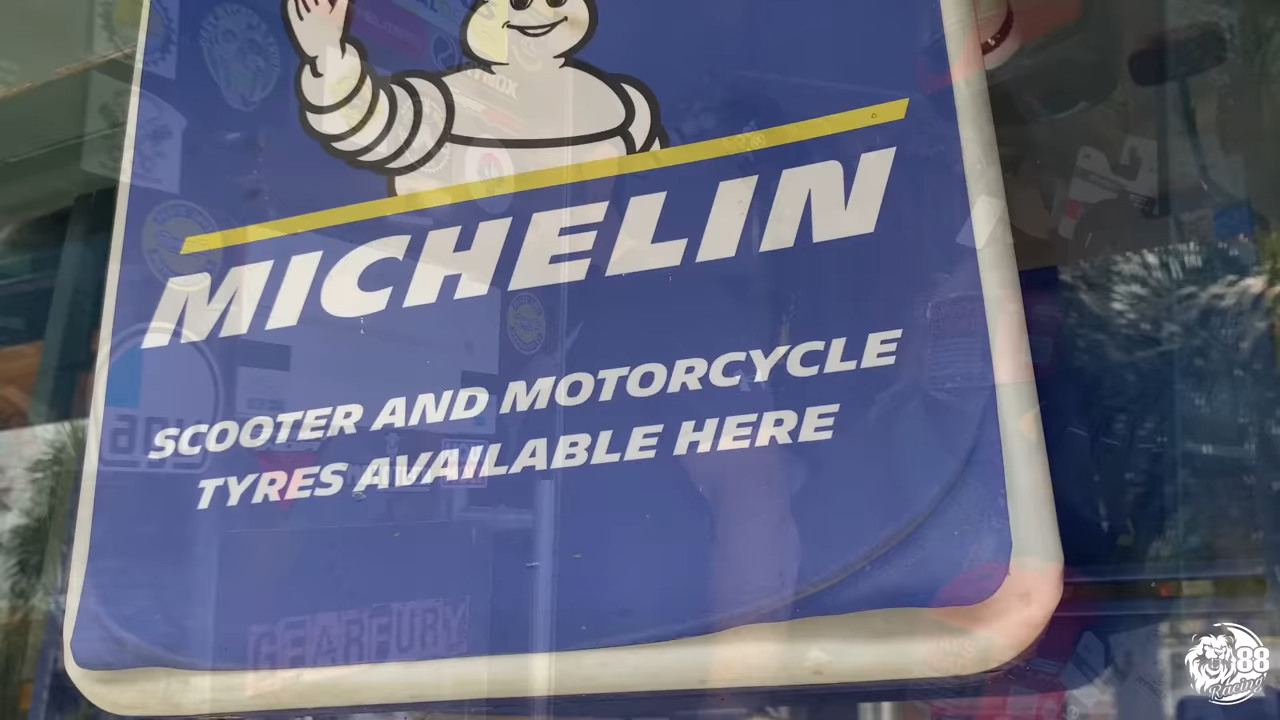 MICHELIN
SCOOTER AND MOTORCYCLE
TYRES AVAILABLE HERE
GEARFURY
88
Racing